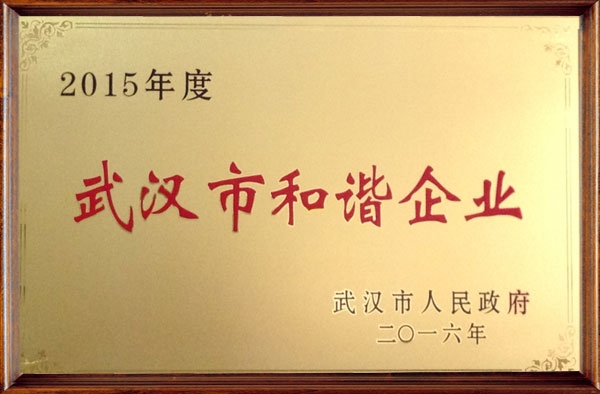 2015年度
武汉市和谐企业
武汉市人民政府
二〇一六年